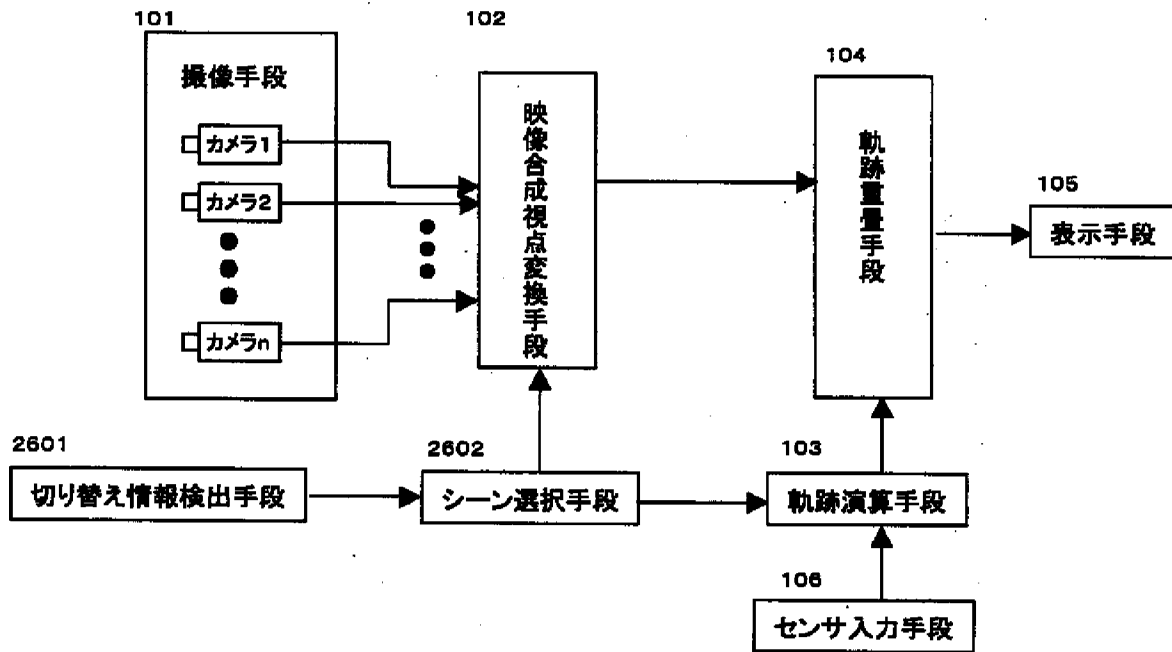 101
撮像手段
カメラ1
カメラ2
カメラn
102
映像合成視点変換手段
104
軌跡重畳手段
105
表示手段
2601
切り替え情報検出手段
2602
シーン選択手段
103
軌跡演算手段
106
センサ入力手段